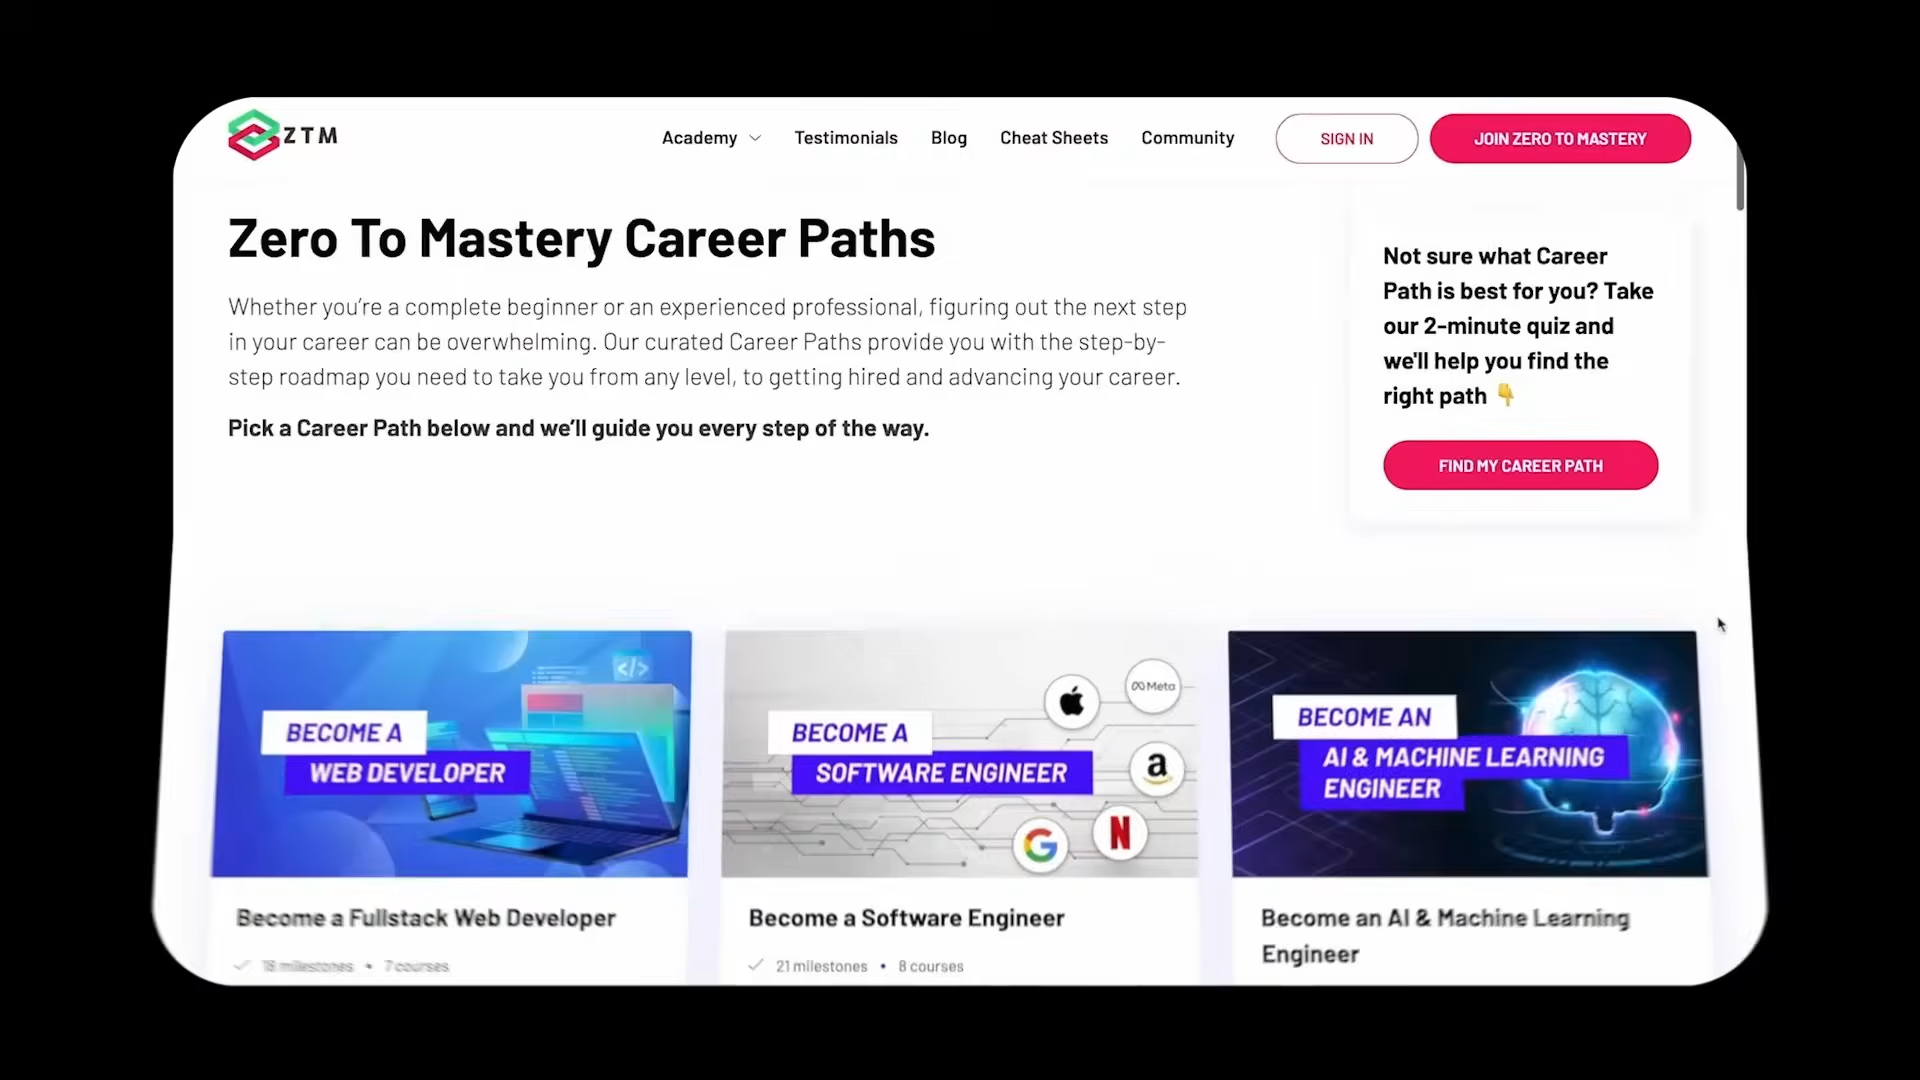 ZTM
Academy
Testimonials
Blog
Cheat Sheets
Community
SIGN IN
JOIN ZERO TO MASTERY
Zero To Mastery Career Paths
Whether you’re a complete beginner or an experienced professional, figuring out the next step
in your career can be overwhelming. Our curated Career Paths provide you with the step-by-
step roadmap you need to take you from any level, to getting hired and advancing your career.
Pick a Career Path below and we’ll guide you every step of the way.
Not sure what Career
Path is best for you? Take
our 2-minute quiz and
we'll help you find the
right path 👇
FIND MY CAREER PATH
BECOME A
WEB DEVELOPER
</>
Become a Fullstack Web Developer
18 milestones • 7 courses
BECOME A
SOFTWARE ENGINEER
Meta
a
G
N
Become a Software Engineer
21 milestones • 8 courses
BECOME AN
AI & MACHINE LEARNING
ENGINEER
Become an AI & Machine Learning
Engineer